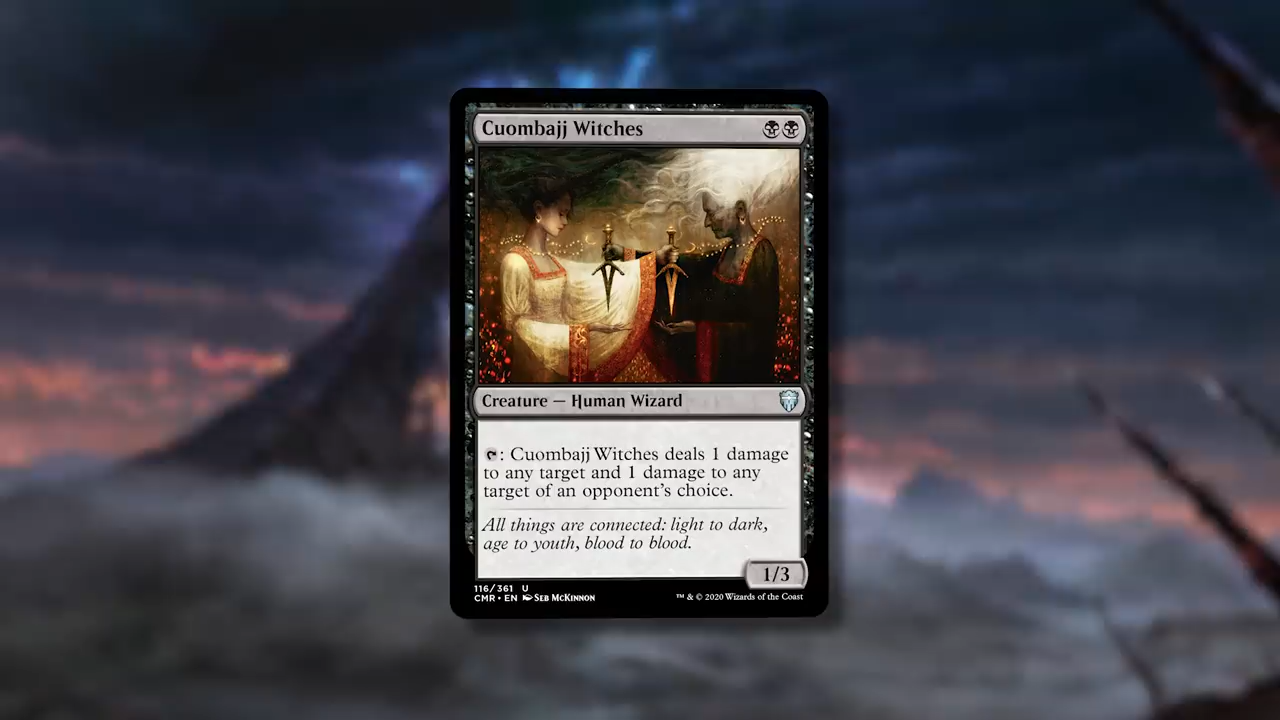 Cuombajj Witches
Creature — Human Wizard
: Cuombajj Witches deals 1 damage
to any target and 1 damage to any
target of an opponent's choice.
All things are connected: light to dark,
age to youth, blood to blood.
1/3
116/361 U
CMR • EN Seb McKinnon
™ & © 2020 Wizards of the Coast